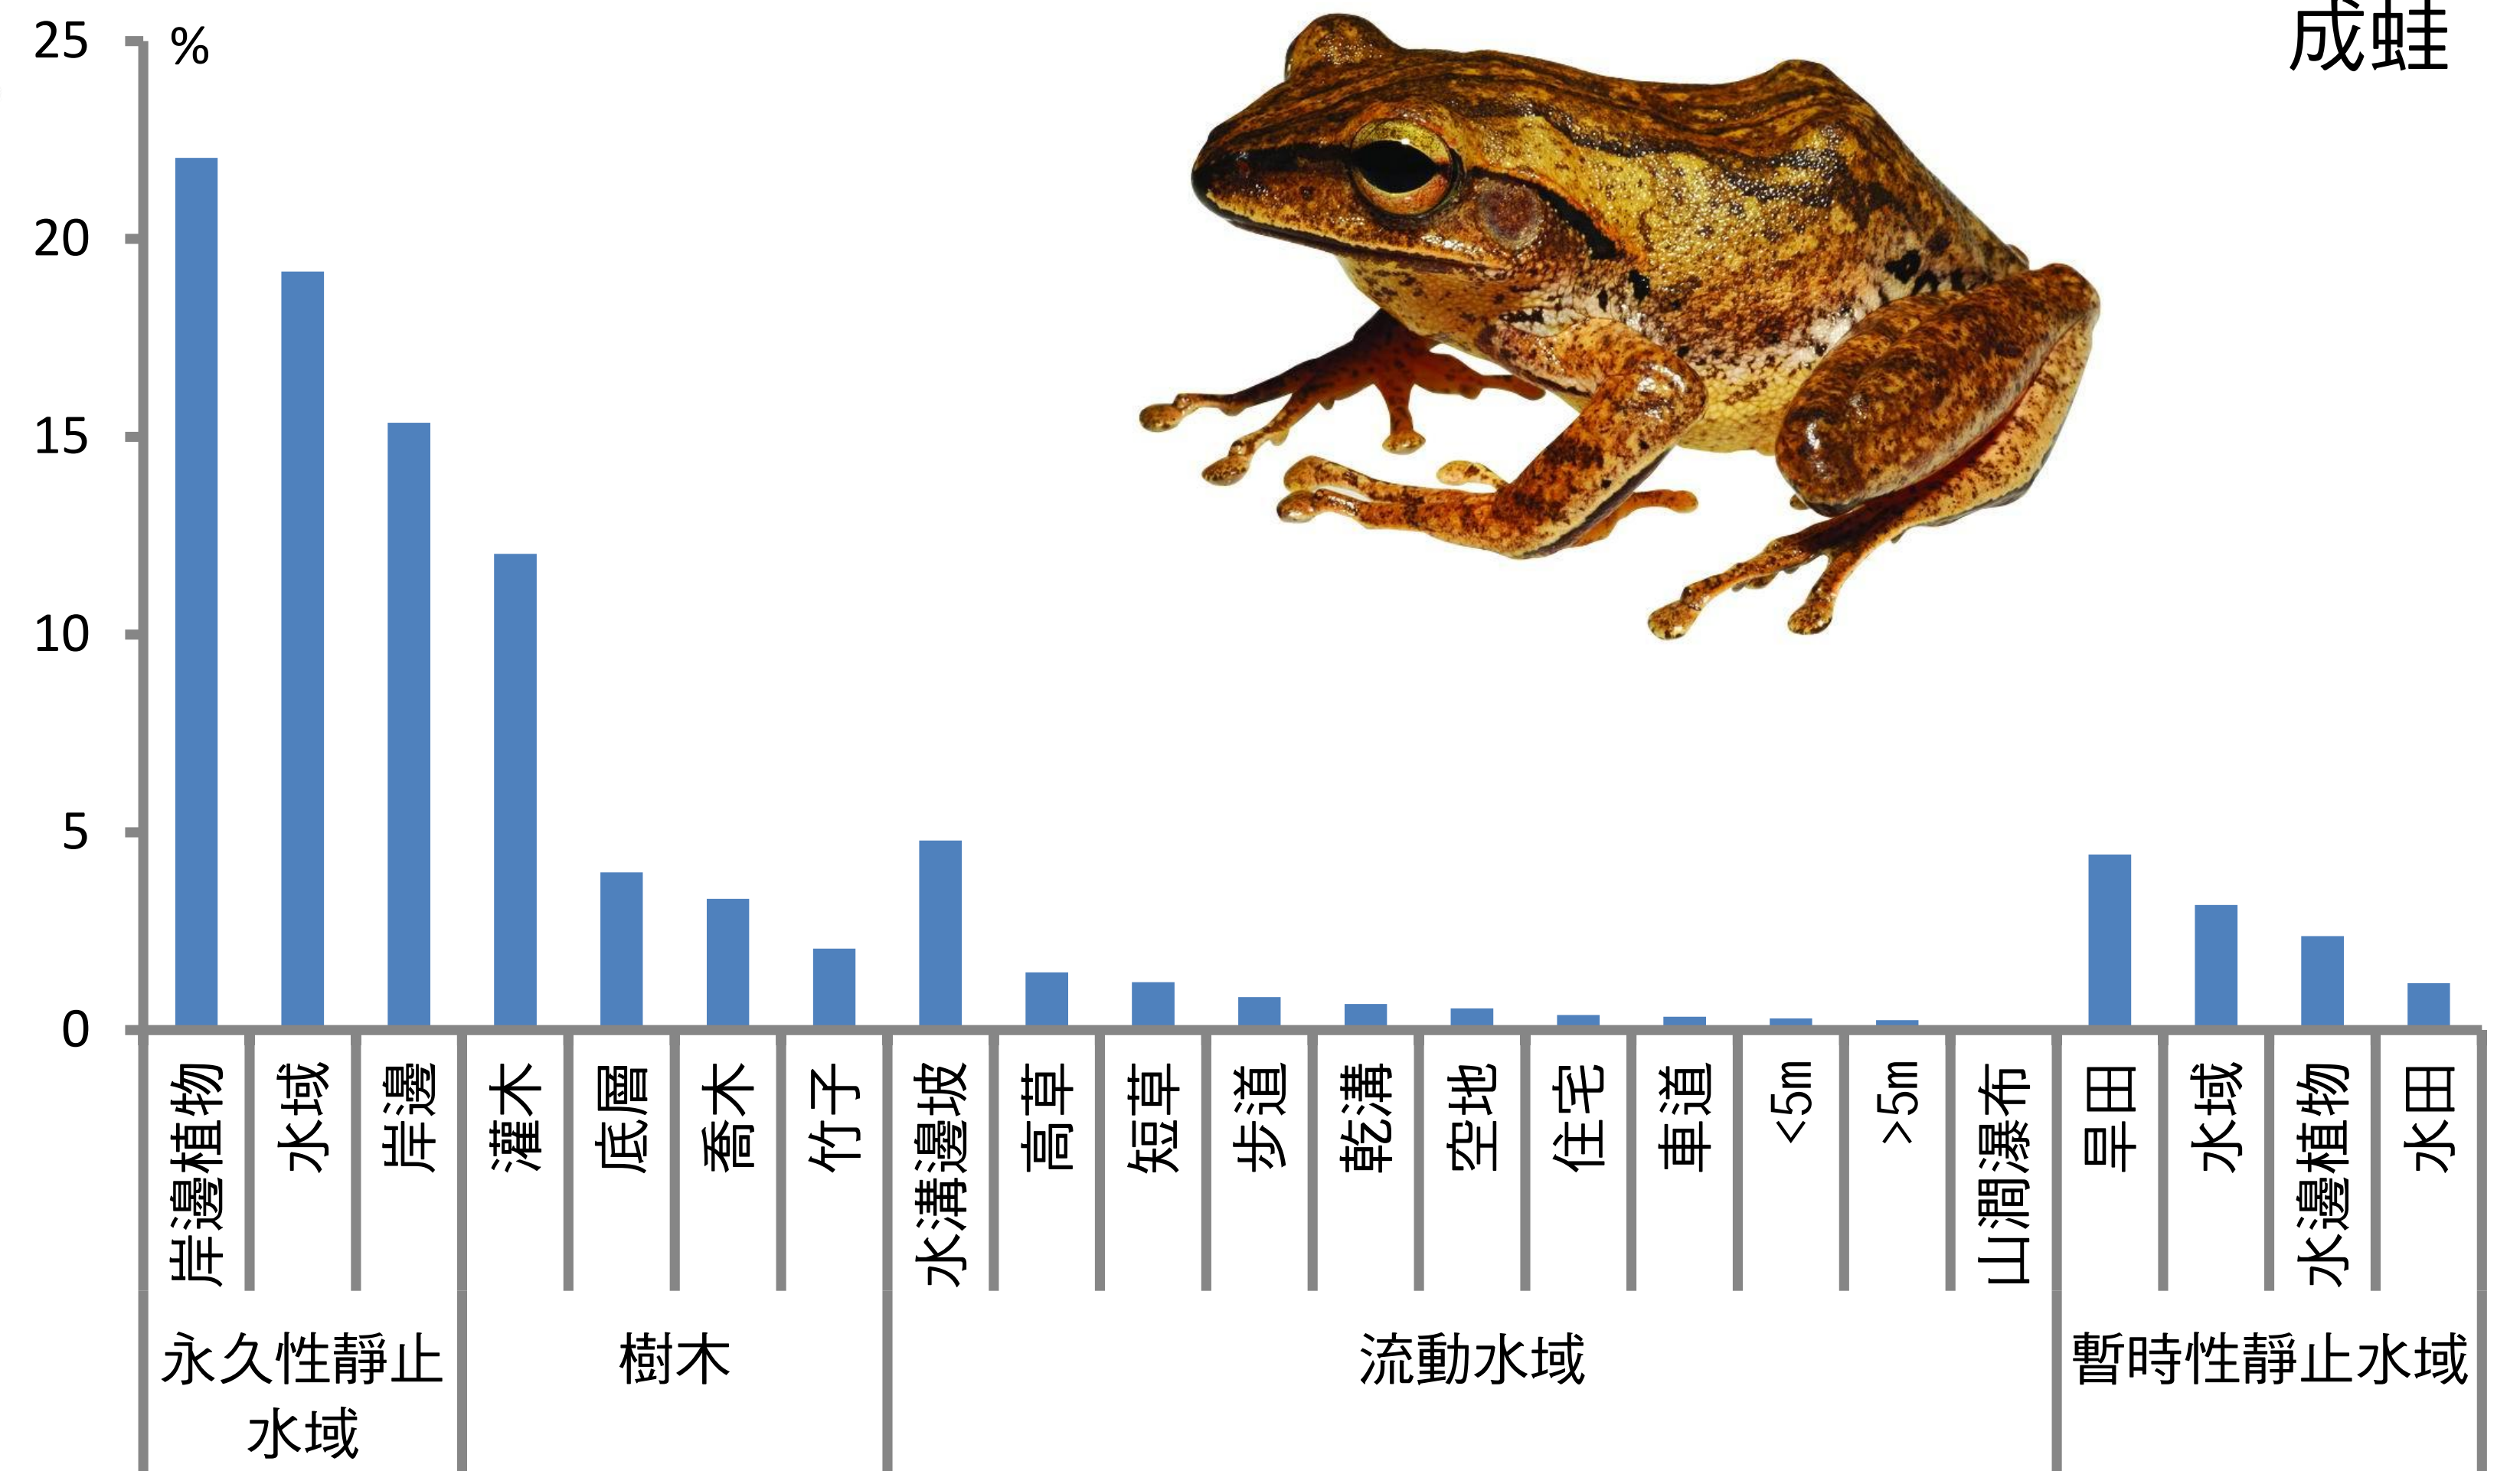 成蛙
%
25
20
15
10
5
0
岸邊植物
水域
岸邊
灌木
底層
喬木
竹子
水溝邊坡
高草
短草
步道
乾溝
空地
住宅
車道
<5m
>5m
山澗瀑布
旱田
水域
水邊植物
水田
永久性靜止
水域
樹木
流動水域
暫時性靜止水域